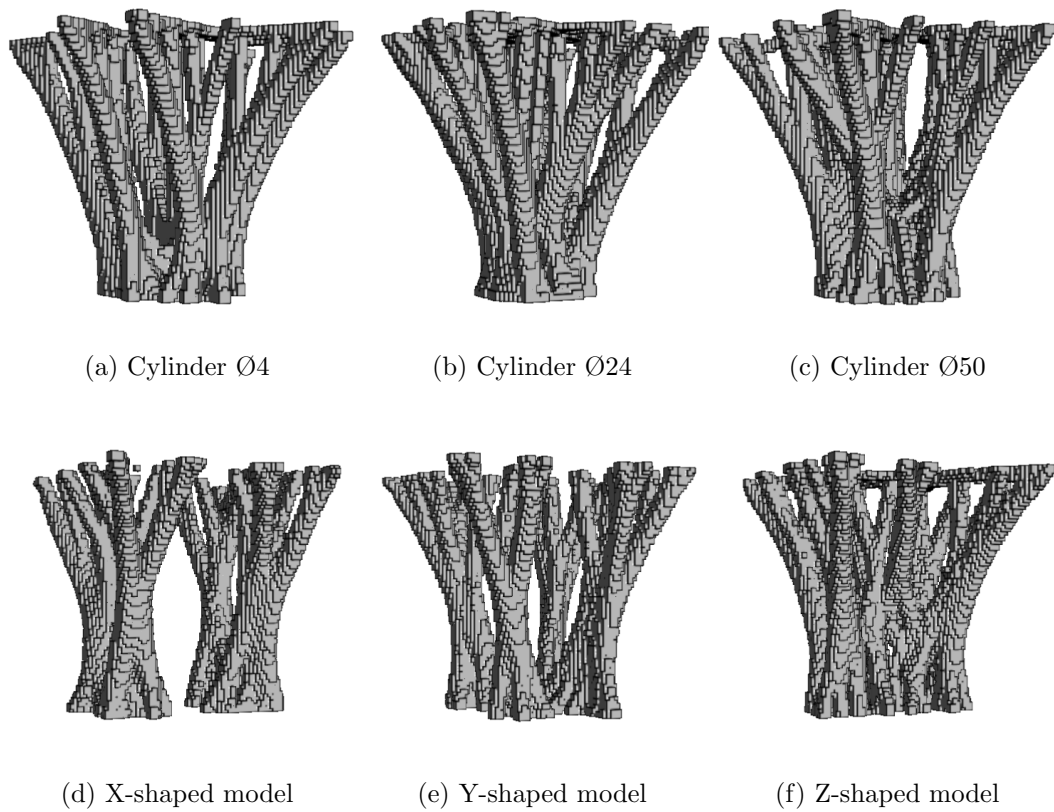 (a) Cylinder Ø4
(b) Cylinder Ø24
(c) Cylinder Ø50
(d) X-shaped model
(e) Y-shaped model
(f) Z-shaped model